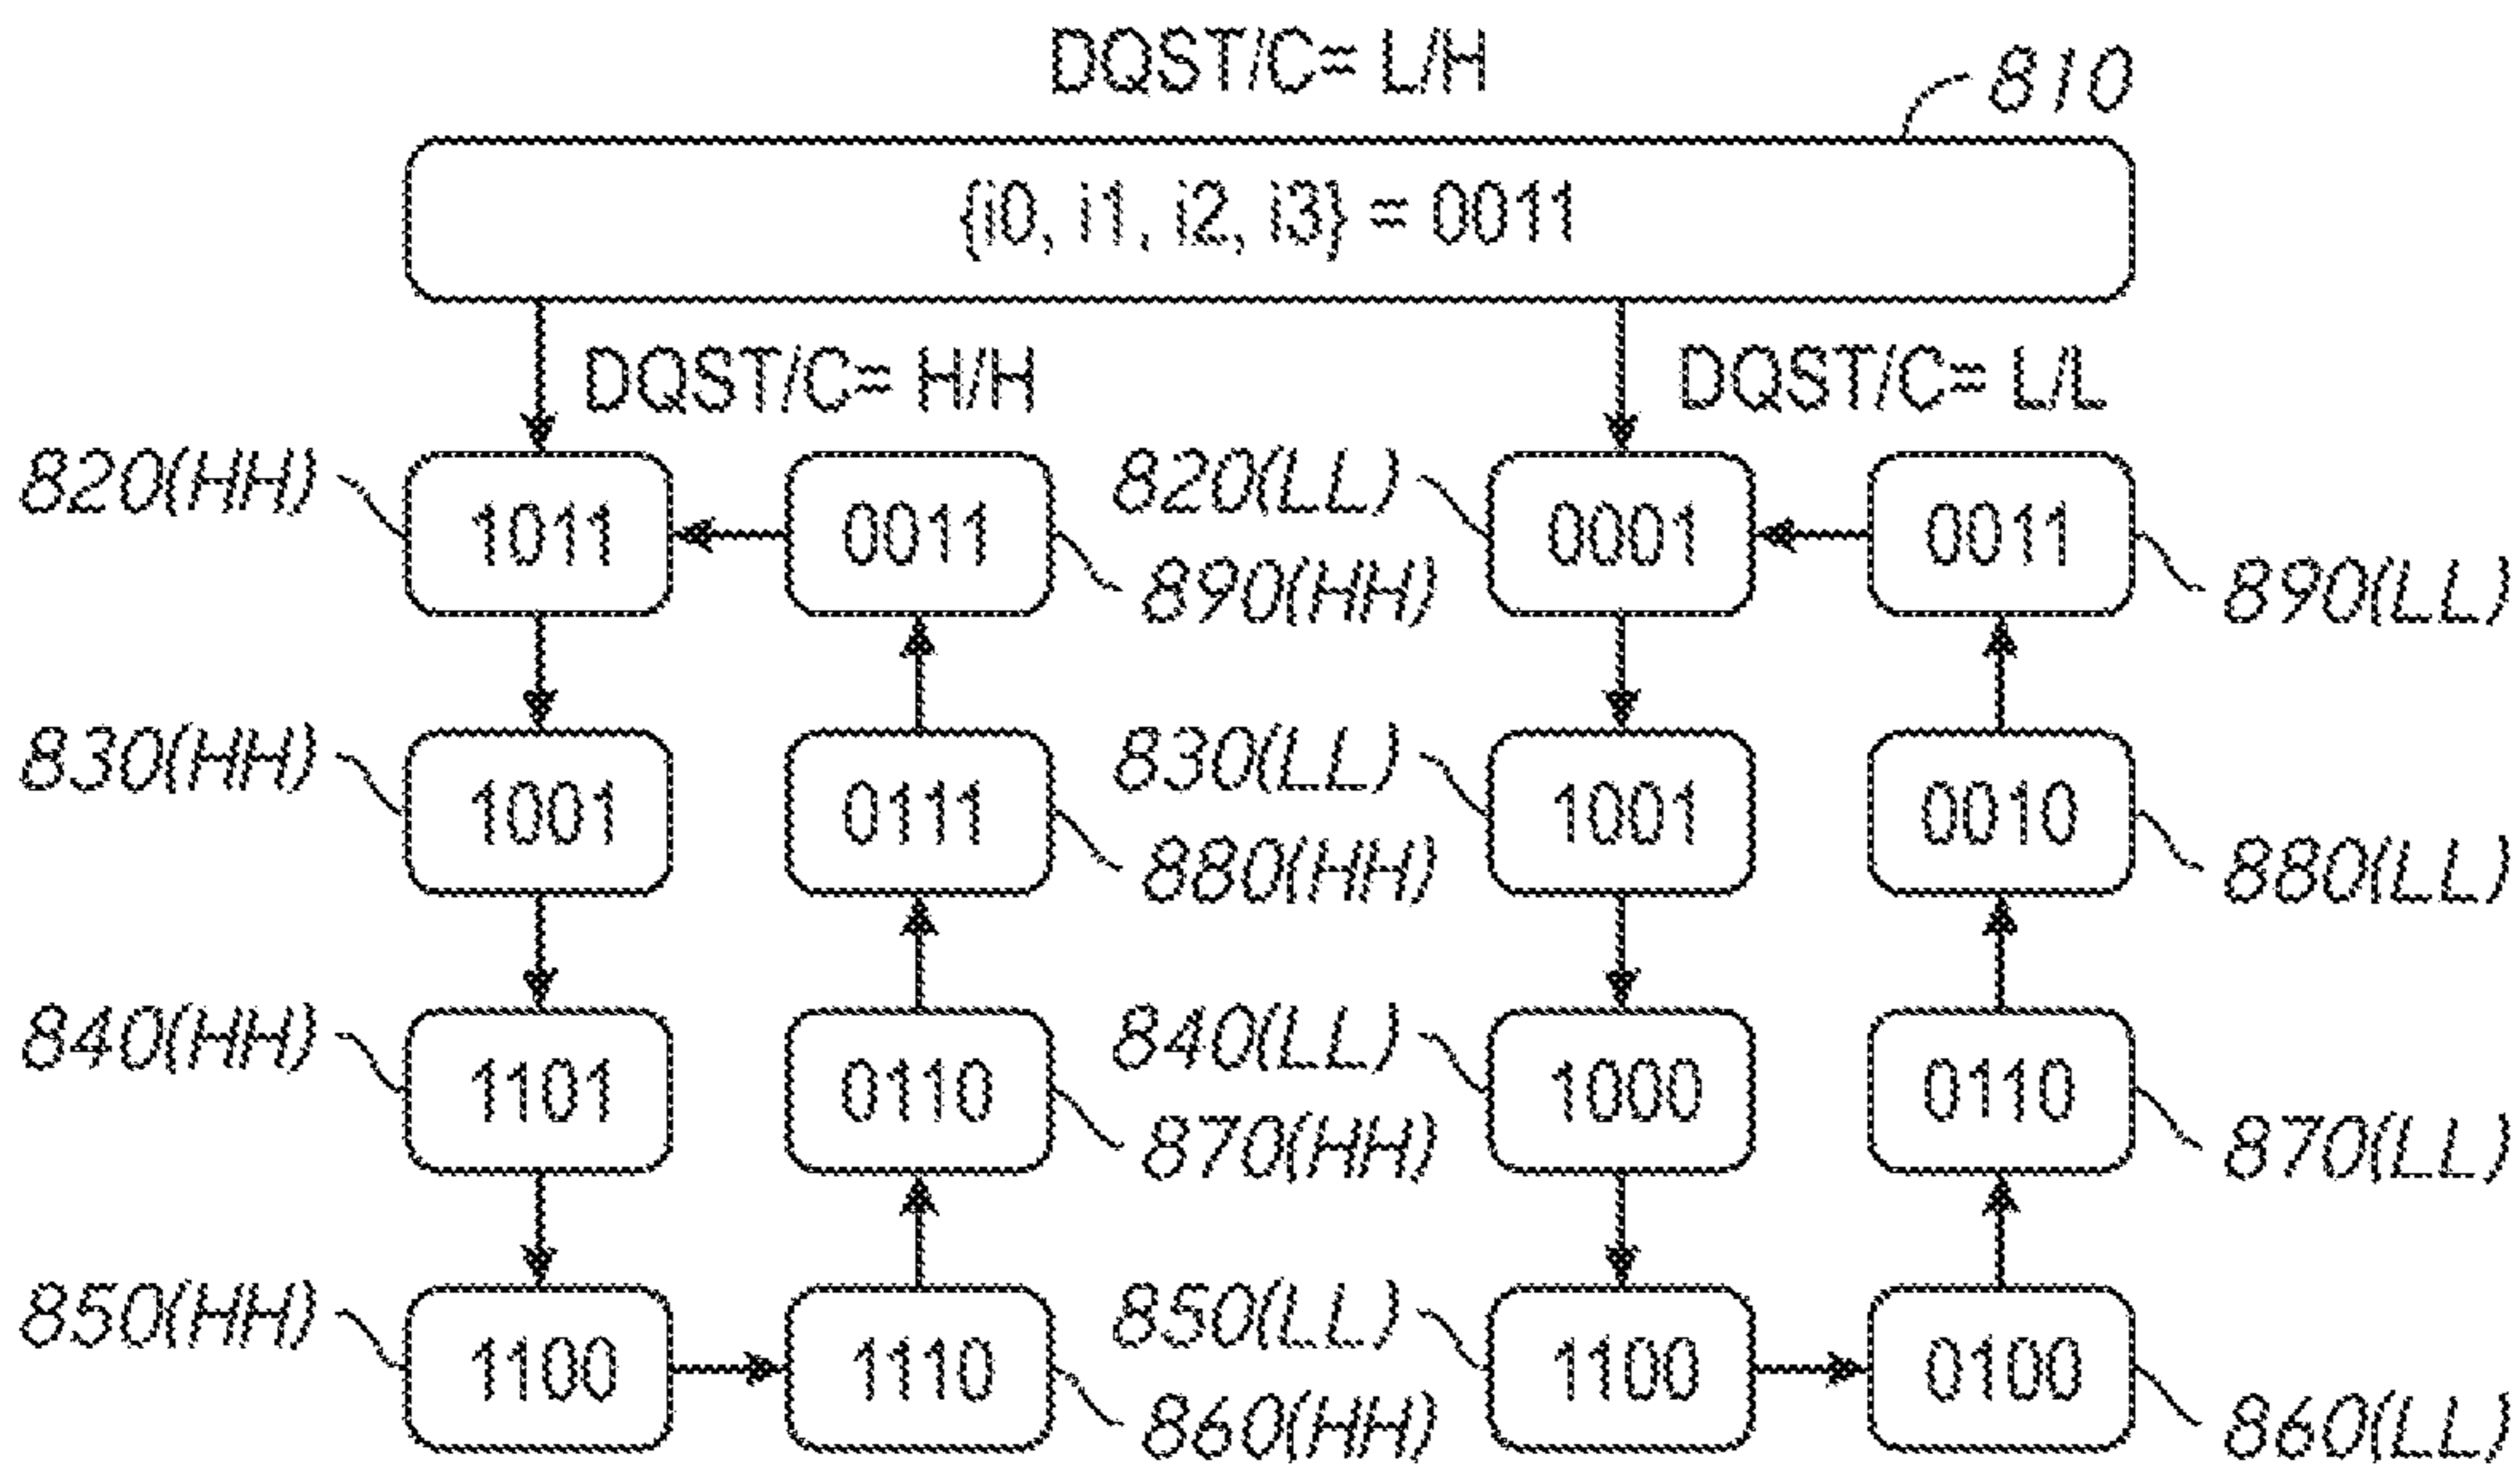 DQST/C= L/H
810
{i0, i1, i2, i3} = 0011
DQST/C= H/H
DQST/C= L/L
820(HH)
1011
0011
890(HH)
820(LL)
0001
0011
890(LL)
830(HH)
1001
0111
880(HH)
830(LL)
1001
0010
880(LL)
840(HH)
1101
0110
870(HH)
840(LL)
1000
0110
870(LL)
850(HH)
1100
1110
860(HH)
850(LL)
1100
0100
860(LL)